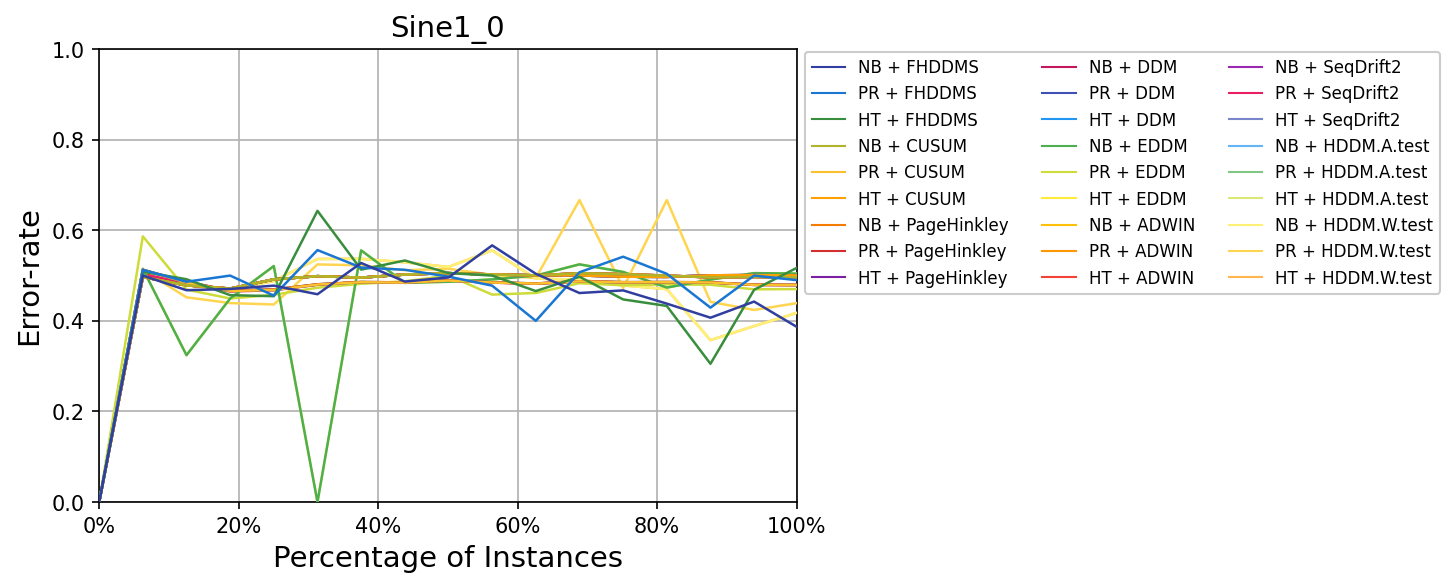 Sine1_0
1.0
0.8
0.6
0.4
0.2
0.0
Error-rate
0% 20% 40% 60% 80% 100%
Percentage of Instances
NB + FHDDMS
PR + FHDDMS
HT + FHDDMS
NB + CUSUM
PR + CUSUM
HT + CUSUM
NB + PageHinkley
PR + PageHinkley
HT + PageHinkley
NB + DDM
PR + DDM
HT + DDM
NB + EDDM
PR + EDDM
HT + EDDM
NB + ADWIN
PR + ADWIN
HT + ADWIN
NB + SeqDrift2
PR + SeqDrift2
HT + SeqDrift2
NB + HDDM.A.test
PR + HDDM.A.test
HT + HDDM.A.test
NB + HDDM.W.test
PR + HDDM.W.test
HT + HDDM.W.test